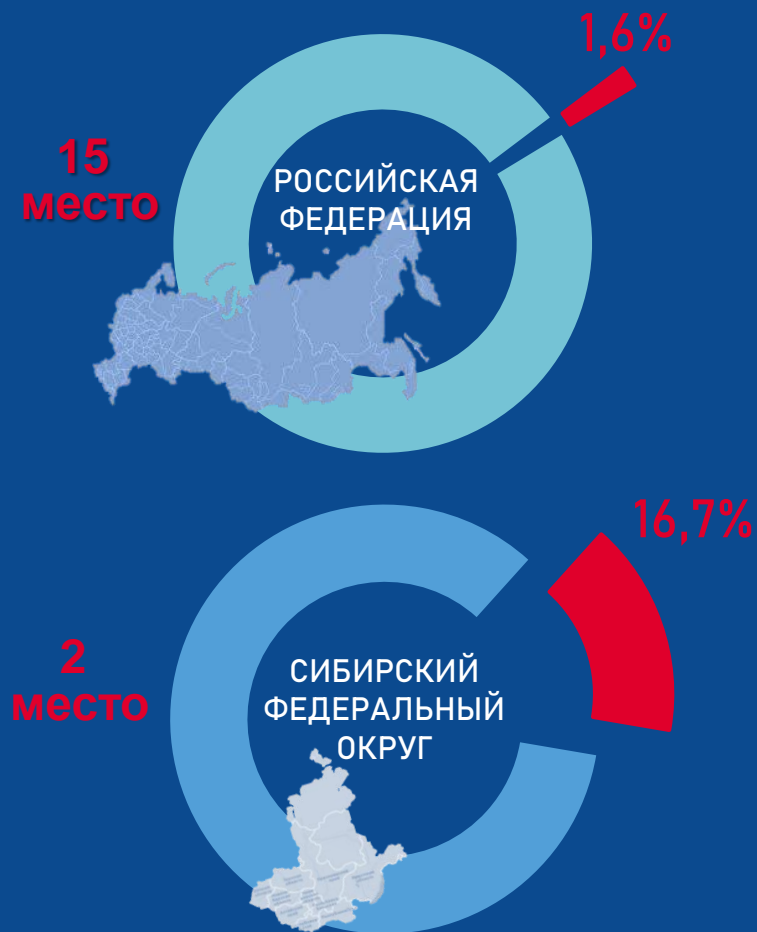 1,6%
15
место
РОССИЙСКАЯ
ФЕДЕРАЦИЯ
16,7%
2
место
СИБИРСКИЙ
ФЕДЕРАЛЬНЫЙ
ОКРУГ